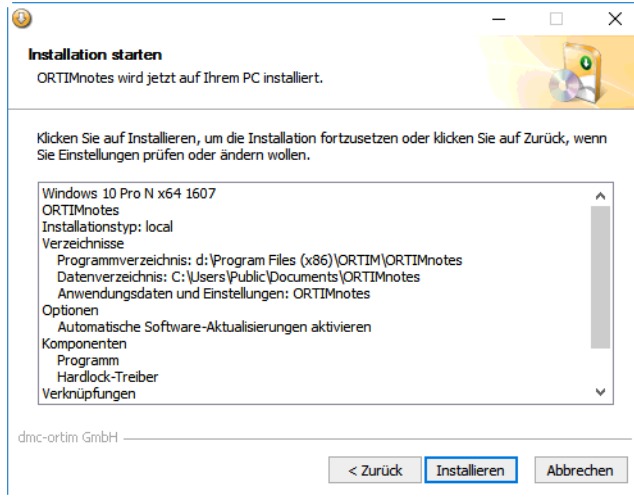 Installation starten
ORTIMnotes wird jetzt auf Ihrem PC installiert.
Klicken Sie auf Installieren, um die Installation fortzusetzen oder klicken Sie auf Zurück, wenn
Sie Einstellungen prüfen oder ändern wollen.
Windows 10 Pro N x64 1607
ORTIMnotes
Installationstyp: local
Verzeichnisse
Programmverzeichnis: d:\Program Files (x86)\ORTIM\ORTIMnotes
Datenverzeichnis: C:\Users\Public\Documents\ORTIMnotes
Anwendungsdaten und Einstellungen: ORTIMnotes
Optionen
Automatische Software-Aktualisierungen aktivieren
Komponenten
Programm
Hardlock-Treiber
Verknüpfungen
dmc-ortim GmbH
< Zurück Installieren Abbrechen